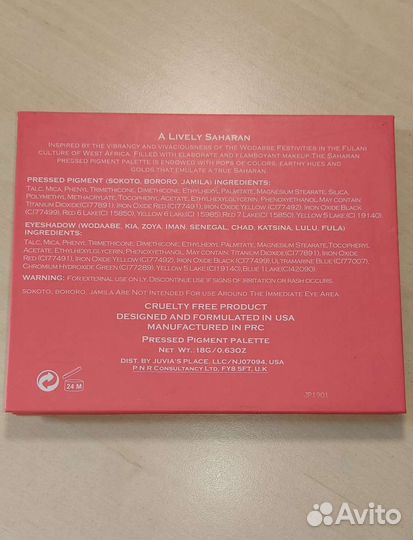 A LIVELY SAHARAN
INSPIRED BY THE VIBRANCY AND VIVACIOUSNESS OF THE WODABBE FESTIVITIES IN THE FULANI
CULTURE OF WEST AFRICA. FILLED WITH ELABORATE AND FLAMBOYANT MAKEUP.THE SAHARAN
PRESSED PIGMENT PALETTE IS ENDOWED WITH POPS OF COLORS, EARTHY HUES AND
GOLDS THAT EMULATE A TRUE SAHARAN.
PRESSED PIGMENT (SOKOTO, BORORO, JAMILA) INGREDIENTS:
TALC, MICA, PHENYL TRIMETHICONE, DIMETHICONE, ETHYLHEXYL, PALMITATE, MAGNESIUM STEARATE, SILICA,
POLYMETHYL METHACRYLATE, TOCOPHERYL ACETATE, ETHYLHEXYLGLYCERIN, PHENOXYETHANOL, MAY CONTAIN:
TITANIUM DIOXIDE(CI77891), IRON OXIDE RED(CI77491), IRON OXIDE YELLOW (CI77492), IRON OXIDE BLACK
(CI77499), RED 6 LAKE(CI 15850), YELLOW 6 LAKE(CI 15985), RED 7 LAKE(CI 15850), YELLOW 5 LAKE (CI 19140)
EYESHADOW (WODAABE, KIA, ZOYA, IMAN, SENEGAL, CHAD, KATSINA, LULU, FULA)
INGREDIENTS:
TALC, MICA, PHENYL TRIMETHICONE, DIMETHICONE, ETHYLHEXYL PALMITATE, MAGNESIUM STEARATE, TOCOPHERYL
ACETATE, ETHYLHEXYLGLYCERIN, PHENOXYETHANOL, MAY CONTAIN: TITANIUM DIOXIDE(CI77891), IRON OXIDE
RED (CI77491), IRON OXIDE YELLOW (CI77492), IRON OXIDE BLACK (CI77499), ULTRAMARINE BLUE (CI77007),
CHROMIUM HYDROXIDE GREEN (CI77289), YELLOW 5 LAKE (CI19140), BLUE 1 LAKE(CI42090)
WARNING: FOR EXTERNAL USE ONLY. DISCONTINUE USE IF SIGNS OF IRRITATION OR RASH OCCURS.
SOKOTO, BORORO, JAMILA ARE NOT INTENDED FOR USE AROUND THE IMMEDIATE EYE AREA
CRUELTY FREE PRODUCT
DESIGNED AND FORMULATED IN USA
MANUFACTURED IN PRC
PRESSED PIGMENT PALETTE
NET WT.: 18G/0.63OZ
DIST. BY JUVIA'S PLACE, LLC/NJ07094, USA
P N R CONSULTANCY LTD, FY8 5FT, U.K
24 M
JP1901
Avito